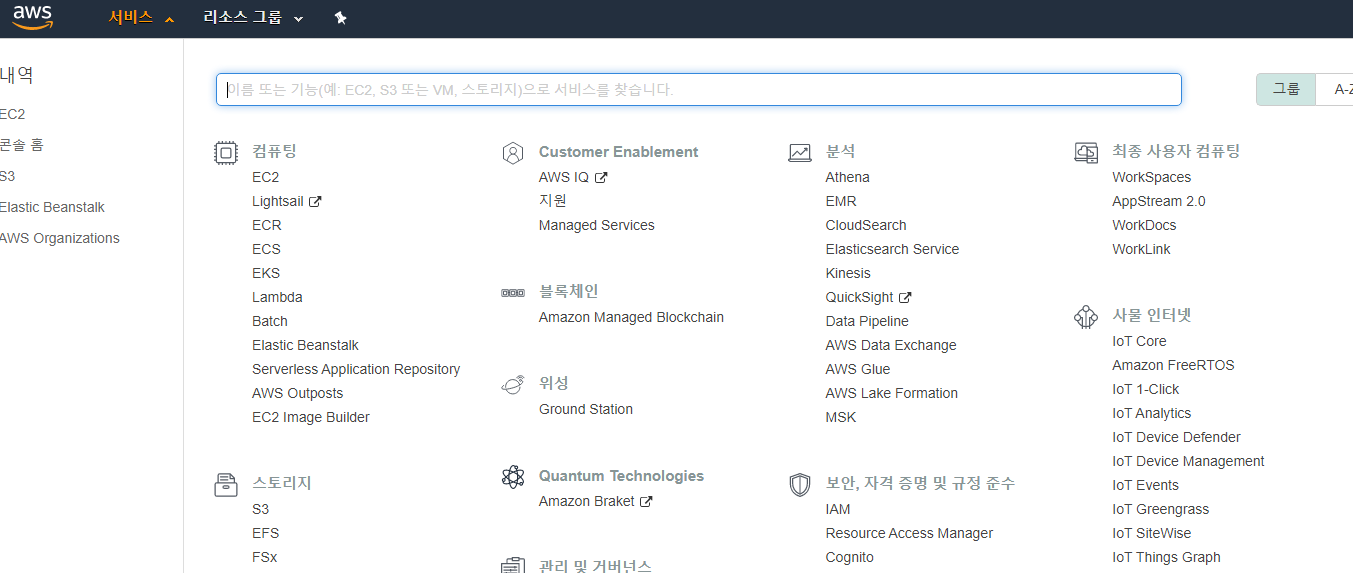 aws
서비스
리소스 그룹
내역
EC2
콘솔 홈
S3
Elastic Beanstalk
AWS Organizations
이름 또는 기능(예: EC2, S3 또는 VM, 스토리지)으로 서비스를 찾습니다.
그룹
A-Z
컴퓨팅
EC2
Lightsail
ECR
ECS
EKS
Lambda
Batch
Elastic Beanstalk
Serverless Application Repository
AWS Outposts
EC2 Image Builder
스토리지
S3
EFS
FSx
Customer Enablement
AWS IQ
지원
Managed Services
블록체인
Amazon Managed Blockchain
위성
Ground Station
Quantum Technologies
Amazon Braket
관리 및 거버넌스
분석
Athena
EMR
CloudSearch
Elasticsearch Service
Kinesis
QuickSight
Data Pipeline
AWS Data Exchange
AWS Glue
AWS Lake Formation
MSK
보안, 자격 증명 및 규정 준수
IAM
Resource Access Manager
Cognito
최종 사용자 컴퓨팅
WorkSpaces
AppStream 2.0
WorkDocs
WorkLink
사물 인터넷
IoT Core
Amazon FreeRTOS
IoT 1-Click
IoT Analytics
IoT Device Defender
IoT Device Management
IoT Events
IoT Greengrass
IoT SiteWise
IoT Things Graph